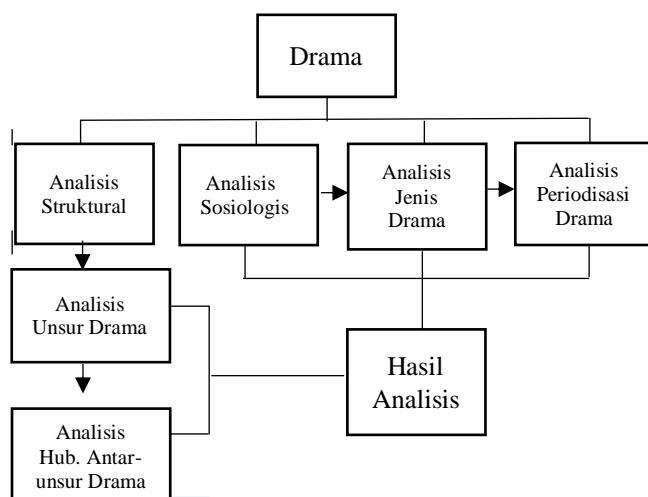 Drama
Analisis
Struktural
Analisis
Sosiologis
Analisis
Jenis
Drama
Analisis
Periodisasi
Drama
Analisis
Unsur Drama
Hasil
Analisis
Analisis
Hub. Antar-
unsur Drama